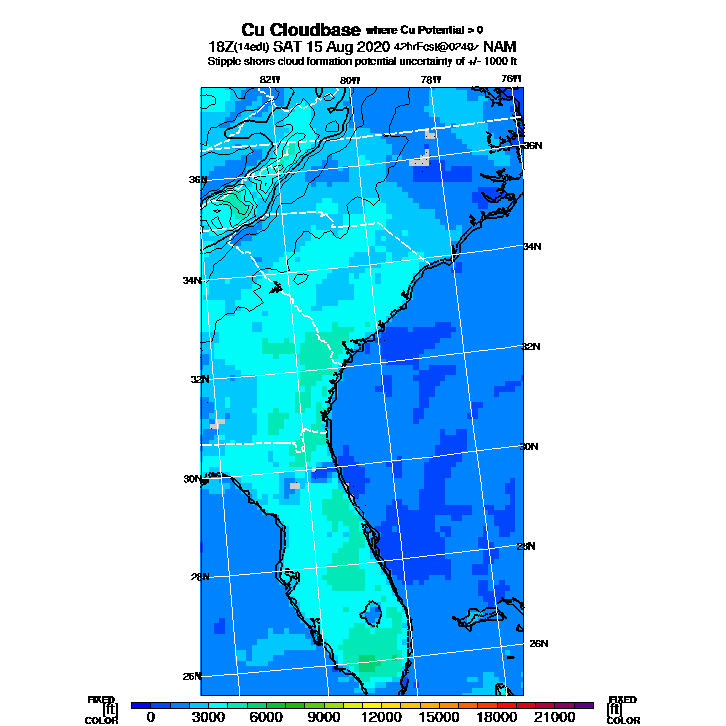 Cu Cloudbase where Cu Potential > 0
18Z(14edt) SAT 15 Aug 2020 42hrFcst@0240z NAM
Stipple shows cloud formation potential uncertainty of +/- 1000 ft
82W 80W 78W 76W
36N 36N
34N 34N
32N 32N
30N 30N
28N 28N
26N 26N
FIXED FIXED
[ft] 0 3000 6000 9000 12000 15000 18000 21000 [ft]
COLOR COLOR